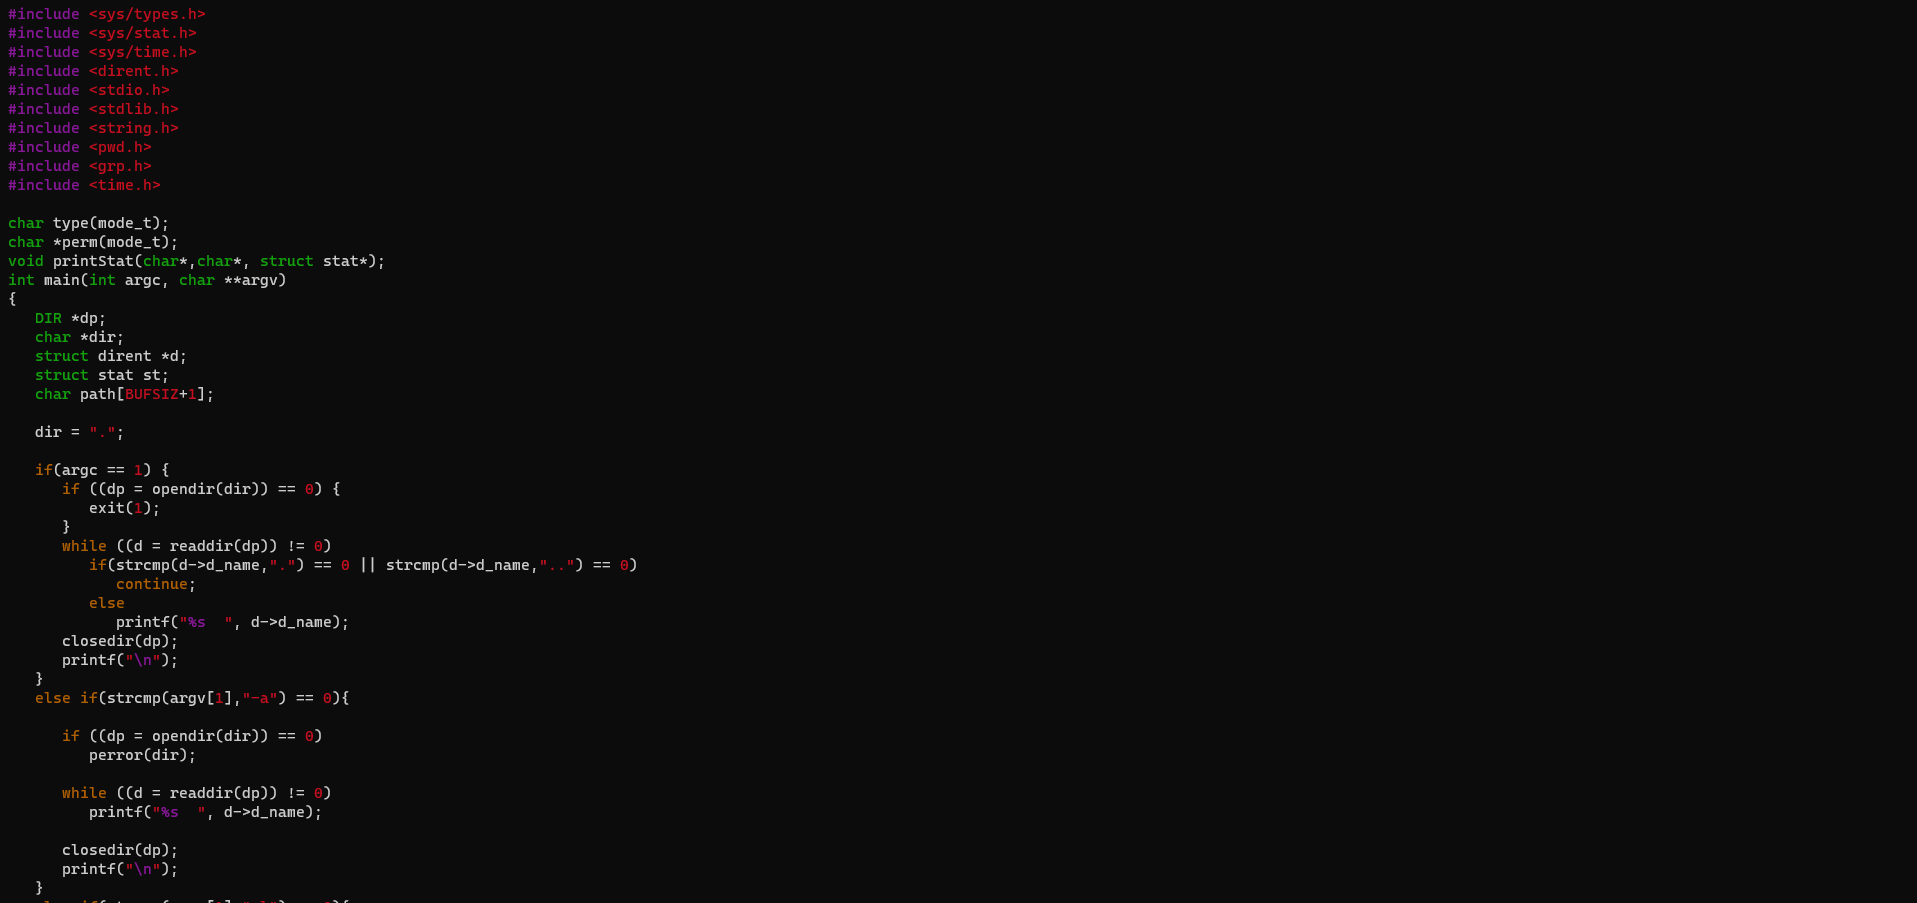 #include <sys/types.h>
#include <sys/stat.h>
#include <sys/time.h>
#include <dirent.h>
#include <stdio.h>
#include <stdlib.h>
#include <string.h>
#include <pwd.h>
#include <grp.h>
#include <time.h>

char type(mode_t);
char *perm(mode_t);
void printStat(char*,char*, struct stat*);
int main(int argc, char **argv)
{
   DIR *dp;
   char *dir;
   struct dirent *d;
   struct stat st;
   char path[BUFSIZ+1];

   dir = ".";

   if(argc == 1) {
      if ((dp = opendir(dir)) == 0) {
         exit(1);
      }
      while ((d = readdir(dp)) != 0)
         if(strcmp(d->d_name,".") == 0 || strcmp(d->d_name,"..") == 0)
            continue;
         else
            printf("%s  ", d->d_name);
      closedir(dp);
      printf("\n");
   }
   else if(strcmp(argv[1],"-a") == 0){

      if ((dp = opendir(dir)) == 0)
         perror(dir);

      while ((d = readdir(dp)) != 0)
         printf("%s  ", d->d_name);

      closedir(dp);
      printf("\n");
   }